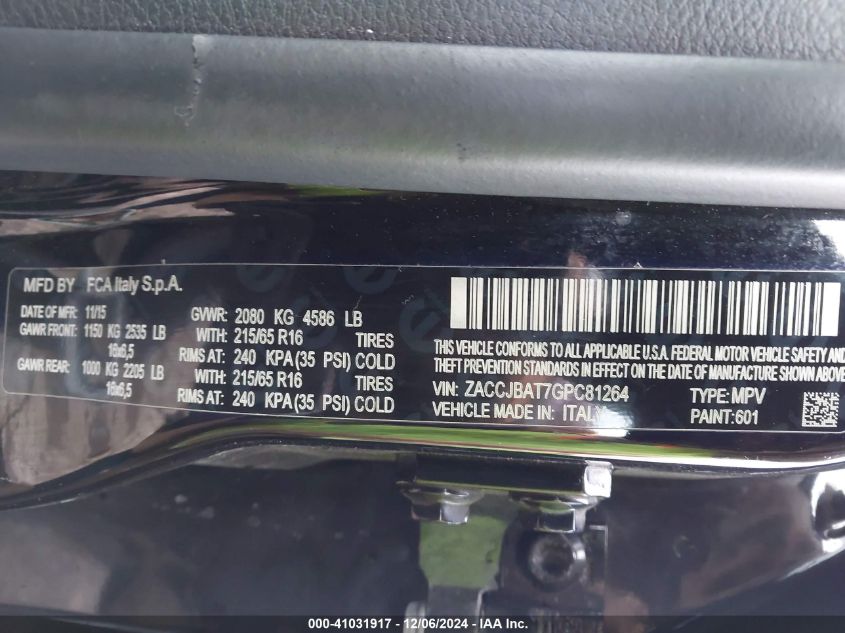 MFD BY FCA Italy S.p.A.
DATE OF MFR: 11/15 GVWR: 2080 KG 4586 LB
GAWR FRONT: 1150 KG 2535 LB WITH: 215/65 R16 TIRES
16x6,5 RIMS AT: 240 KPA(35 PSI) COLD
GAWR REAR: 1000 KG 2205 LB WITH: 215/65 R16 TIRES
16x6,5 RIMS AT: 240 KPA(35 PSI) COLD
THIS VEHICLE CONFORMS TO ALL APPLICABLE U.S.A. FEDERAL MOTOR VEHICLE SAFETY AND
THEFT PREVENTION STANDARDS IN EFFECT ON THE DATE OF MANUFACTURE SHOWN ABOVE
VIN: ZACCJBAT7GPC81264 TYPE: MPV
VEHICLE MADE IN: ITALY PAINT: 601
000-41031917 - 12/06/2024 - IAA Inc.